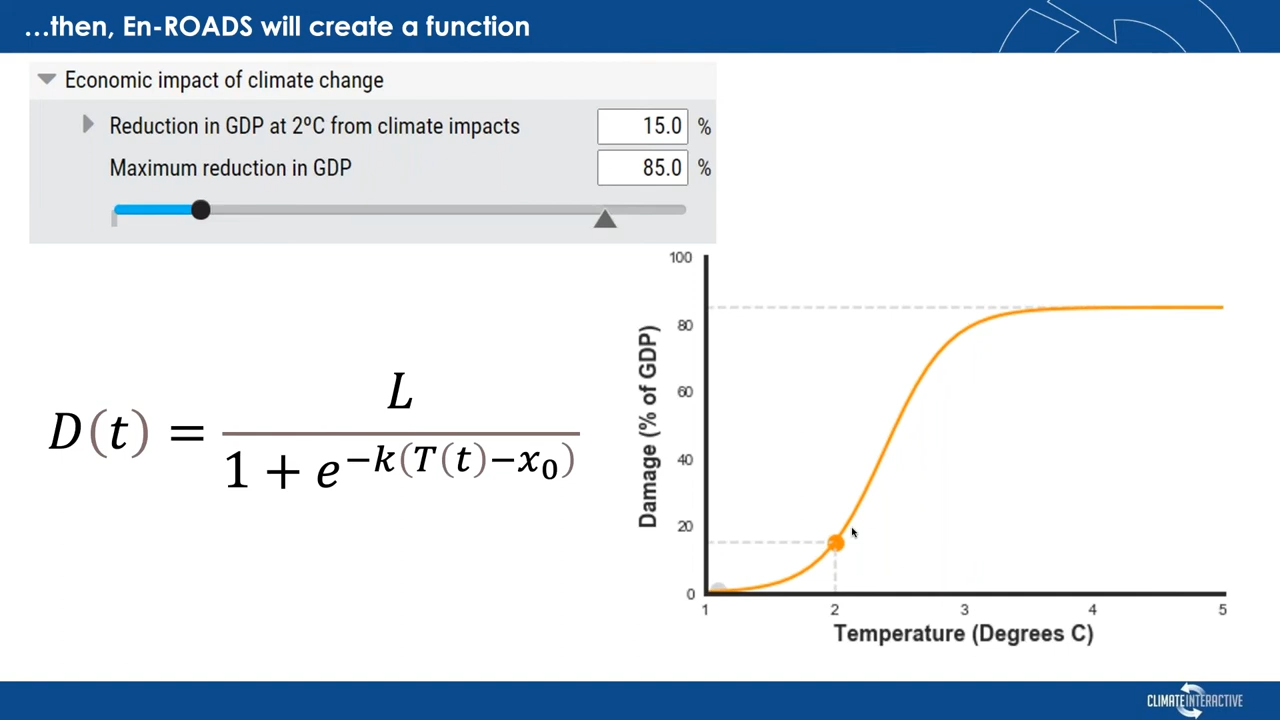 …then, En-ROADS will create a function
Economic impact of climate change
Reduction in GDP at 2ºC from climate impacts 15.0 %
Maximum reduction in GDP 85.0 %
D(t) = L / (1 + e^{−k(T(t)−x₀)})
100
80
60
40
20
0
Damage (% of GDP)
1 2 3 4 5
Temperature (Degrees C)
CLIMATE INTERACTIVE